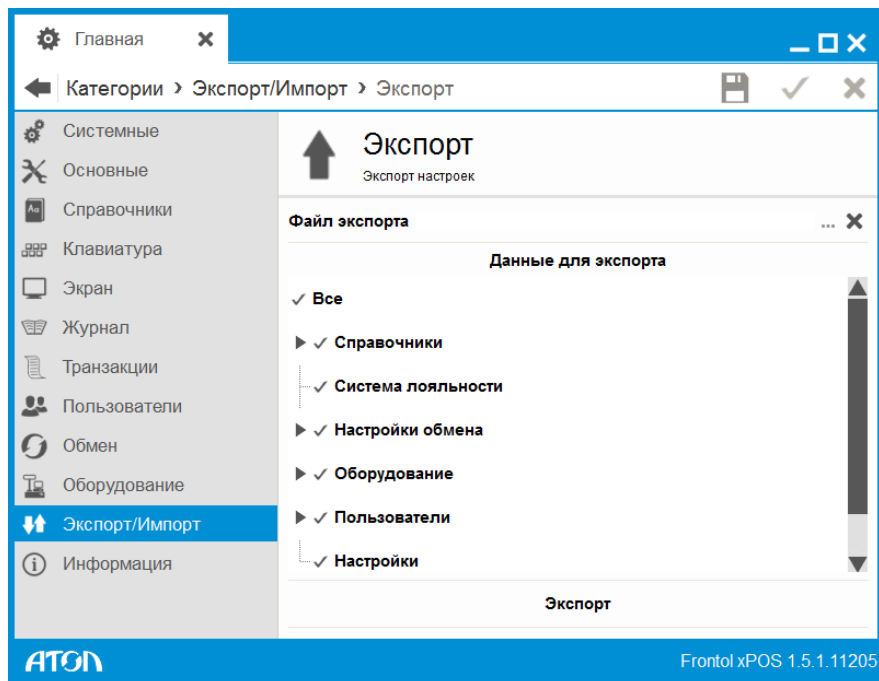 Главная
Категории › Экспорт/Импорт › Экспорт
Системные
Основные
Справочники
Клавиатура
Экран
Журнал
Транзакции
Пользователи
Обмен
Оборудование
Экспорт/Импорт
Информация
Экспорт
Экспорт настроек
Файл экспорта ...
Данные для экспорта
Все
Справочники
Система лояльности
Настройки обмена
Оборудование
Пользователи
Настройки
Экспорт
АТОЛ
Frontol xPOS 1.5.1.11205